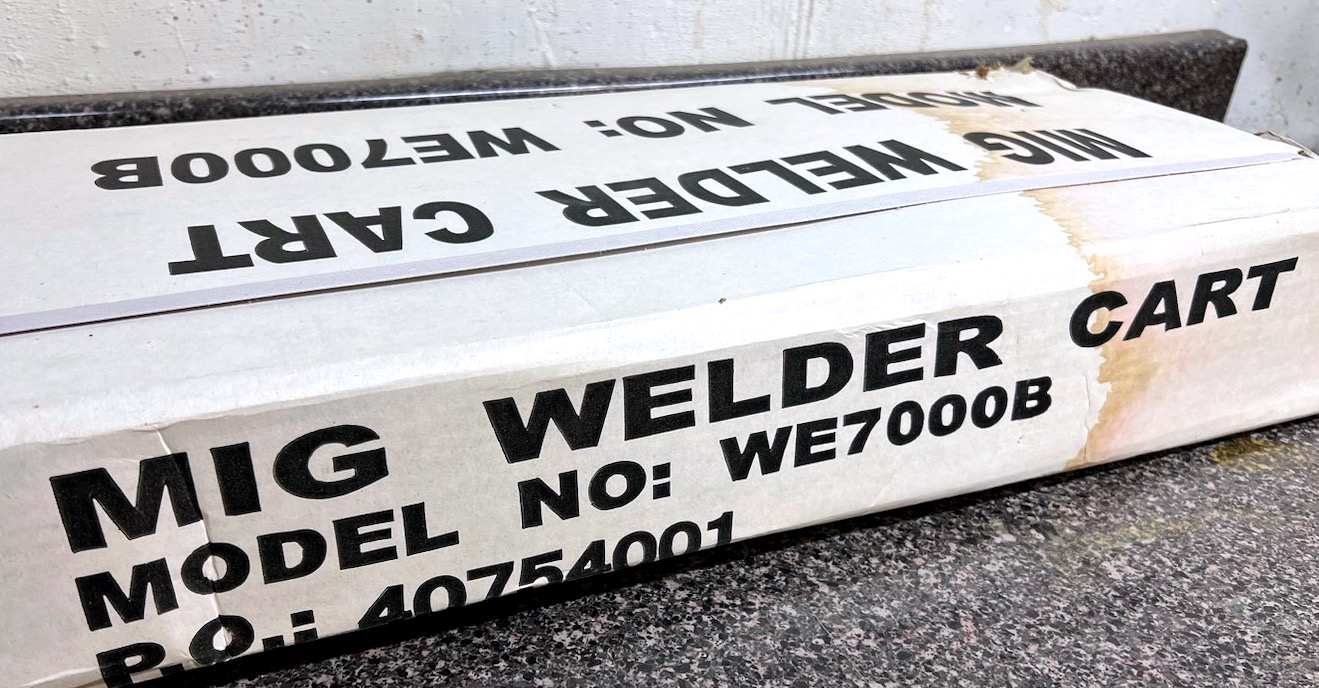 MIG WELDER CART
MODEL NO: WE7000B
MIG WELDER CART
MODEL NO: WE7000B
P.O.: 40754001